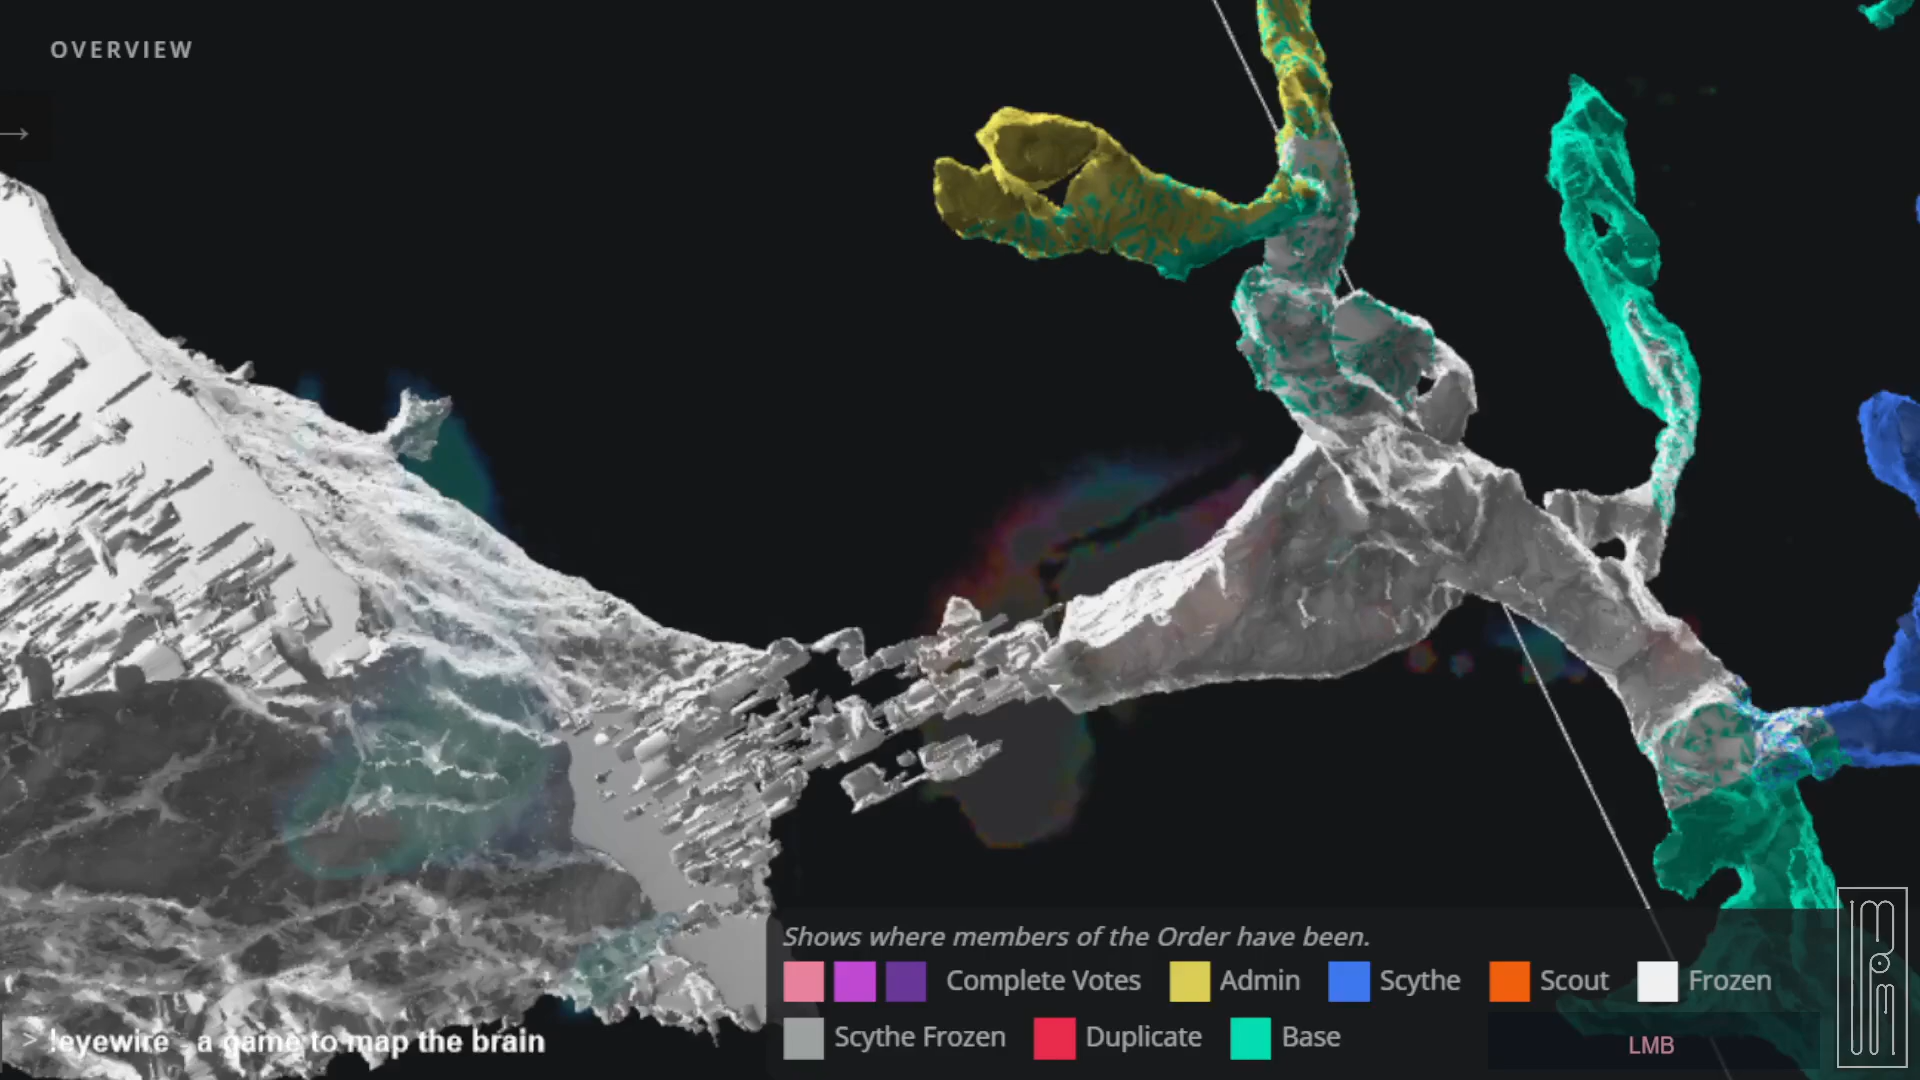 OVERVIEW
Shows where members of the Order have been.
Complete Votes Admin Scythe Scout Frozen
Scythe Frozen Duplicate Base
> !eyewire - a game to map the brain
LMB